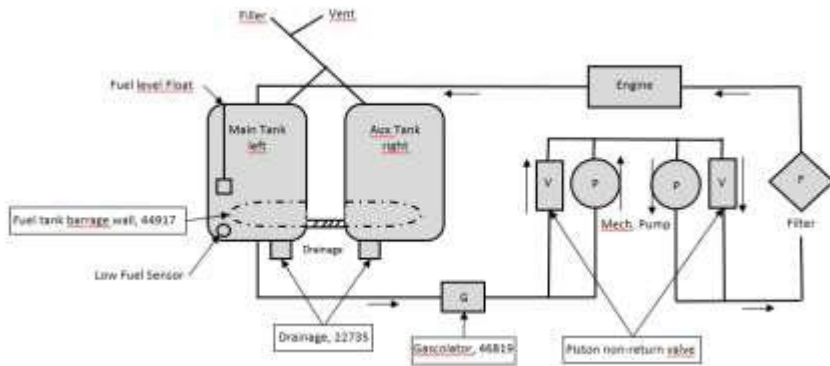 Filler
Vent
Fuel level Float
Engine
Main Tank
left
Aux Tank
right
V
P
P
V
F
Fuel tank barrage wall, 44917
Mech. Pump
Filter
Drainage
Low Fuel Sensor
G
Drainage, 22735
Gascolator, 46819
Piston non-return valve